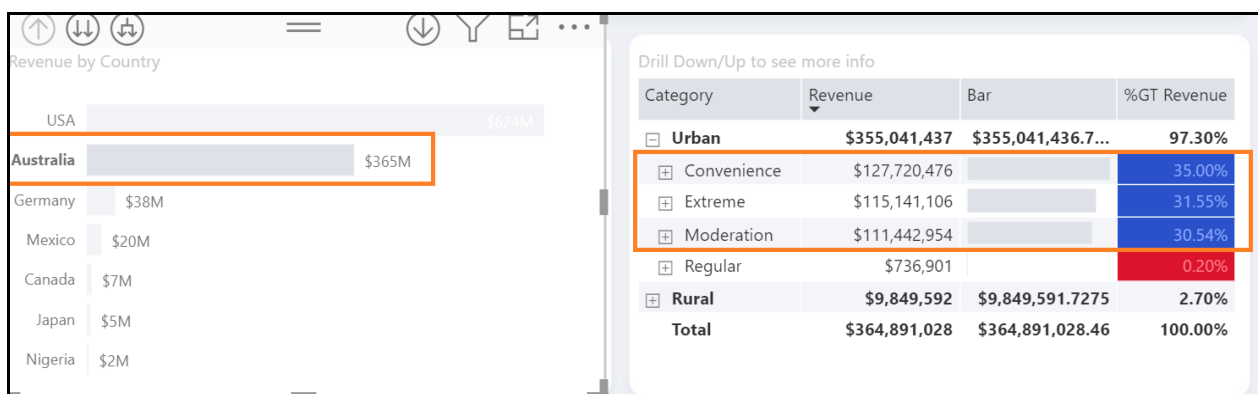 Revenue by Country
USA $624M
Australia $365M
Germany $38M
Mexico $20M
Canada $7M
Japan $5M
Nigeria $2M
Drill Down/Up to see more info
Category Revenue Bar %GT Revenue
Urban $355,041,437 $355,041,436.7... 97.30%
Convenience $127,720,476 35.00%
Extreme $115,141,106 31.55%
Moderation $111,442,954 30.54%
Regular $736,901 0.20%
Rural $9,849,592 $9,849,591.7275 2.70%
Total $364,891,028 $364,891,028.46 100.00%